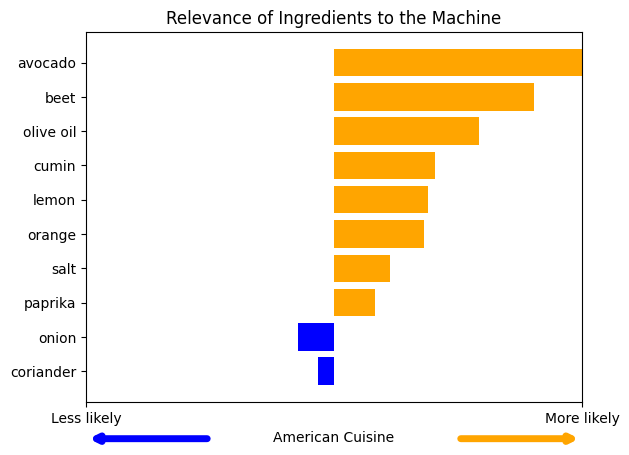 Relevance of Ingredients to the Machine
avocado
beet
olive oil
cumin
lemon
orange
salt
paprika
onion
coriander
Less likely
More likely
American Cuisine